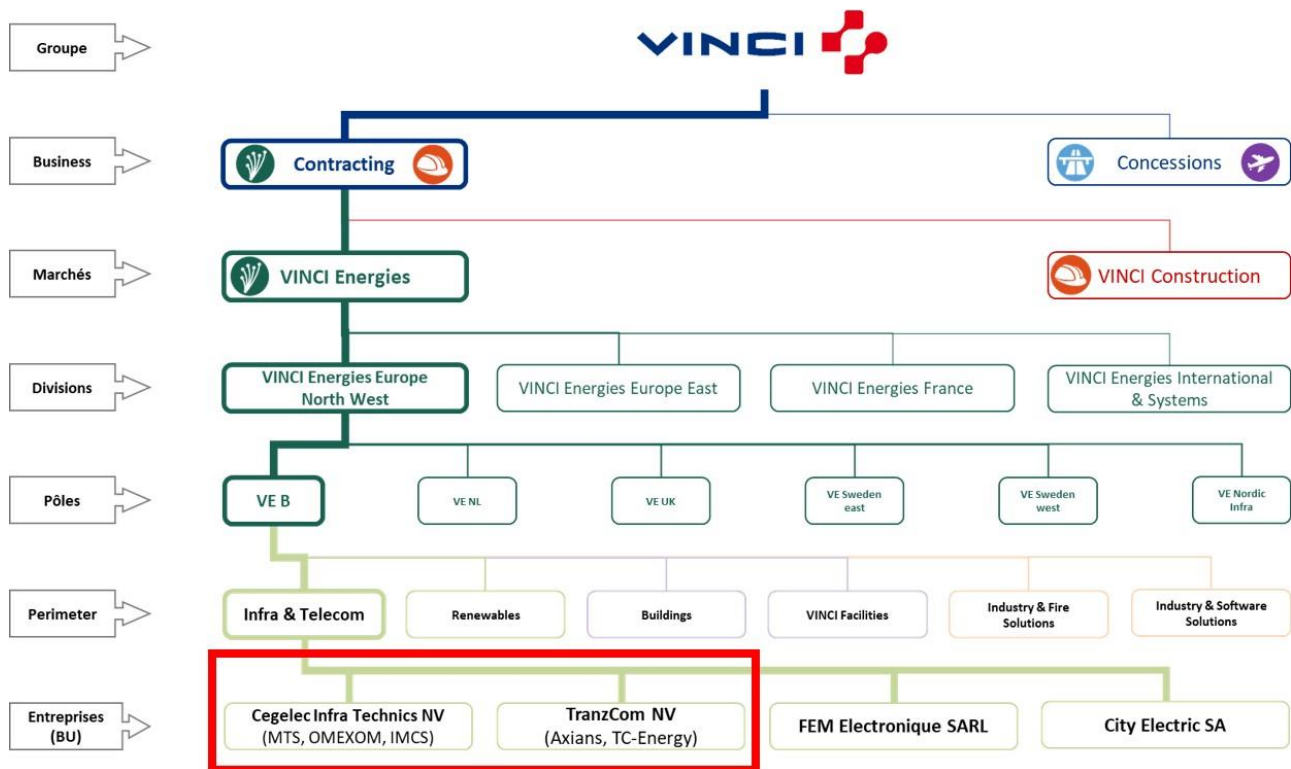 Groupe
VINCI
Business
Contracting
Concessions
Marchés
VINCI Energies
VINCI Construction
Divisions
VINCI Energies Europe
North West
VINCI Energies Europe East
VINCI Energies France
VINCI Energies International
& Systems
Pôles
VE B
VE NL
VE UK
VE Sweden
east
VE Sweden
west
VE Nordic
Infra
Perimeter
Infra & Telecom
Renewables
Buildings
VINCI Facilities
Industry & Fire
Solutions
Industry & Software
Solutions
Entreprises
(BU)
Cegelec Infra Technics NV
(MTS, OMEXOM, IMCS)
TranzCom NV
(Axians, TC-Energy)
FEM Electronique SARL
City Electric SA